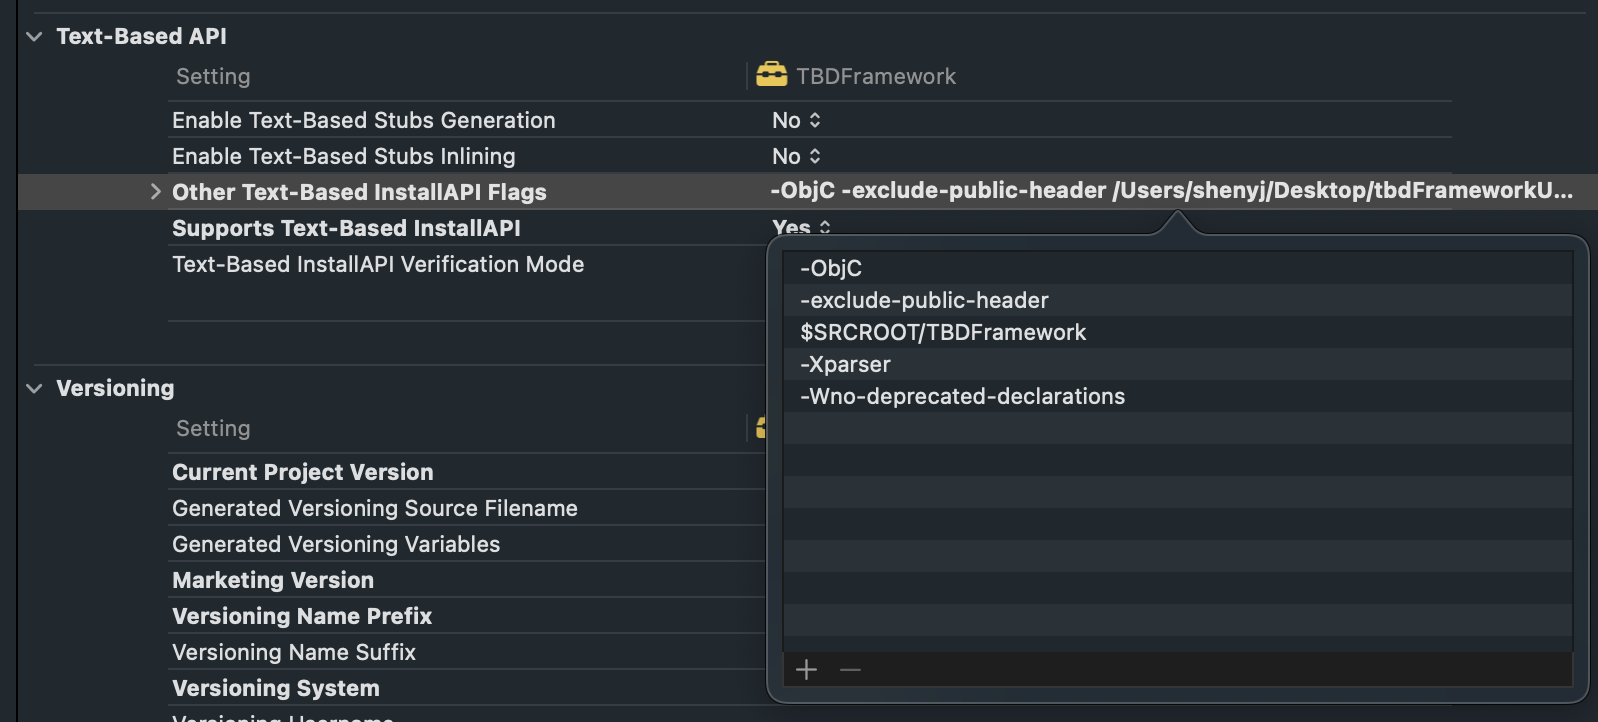 Text-Based API
Setting TBDFramework
Enable Text-Based Stubs Generation No
Enable Text-Based Stubs Inlining No
Other Text-Based InstallAPI Flags -ObjC -exclude-public-header /Users/shenyj/Desktop/tbdFrameworkU...
Supports Text-Based InstallAPI Yes
Text-Based InstallAPI Verification Mode
-ObjC
-exclude-public-header
$SRCROOT/TBDFramework
-Xparser
-Wno-deprecated-declarations
Versioning
Setting
Current Project Version
Generated Versioning Source Filename
Generated Versioning Variables
Marketing Version
Versioning Name Prefix
Versioning Name Suffix
Versioning System
Versioning Username